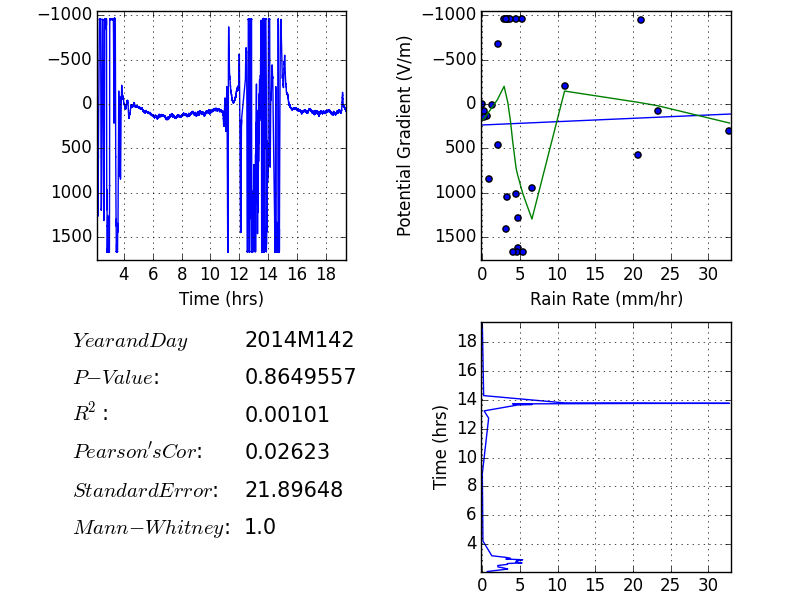 −1000
−500
0
500
1000
1500
4 6 8 10 12 14 16 18
Time (hrs)
Potential Gradient (V/m)
−1000
−500
0
500
1000
1500
0 5 10 15 20 25 30
Rain Rate (mm/hr)
YearandDay 2014M142
P−Value: 0.8649557
R² : 0.00101
Pearson′sCor: 0.02623
StandardError: 21.89648
Mann−Whitney: 1.0
Time (hrs)
18
16
14
12
10
8
6
4
0 5 10 15 20 25 30